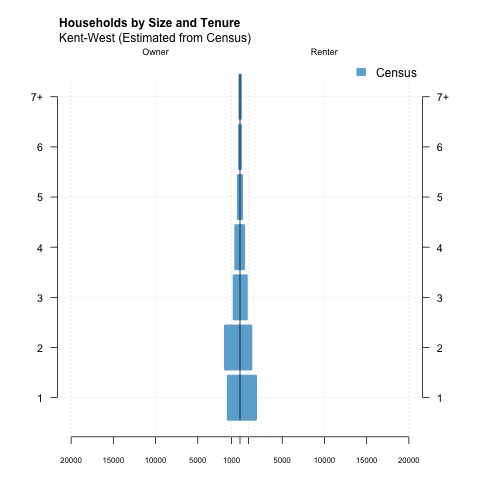 Households by Size and Tenure
Kent-West (Estimated from Census)
Owner
Renter
Census
7+
7+
6
6
5
5
4
4
3
3
2
2
1
1
20000 15000 10000 5000 1000 5000 10000 15000 20000